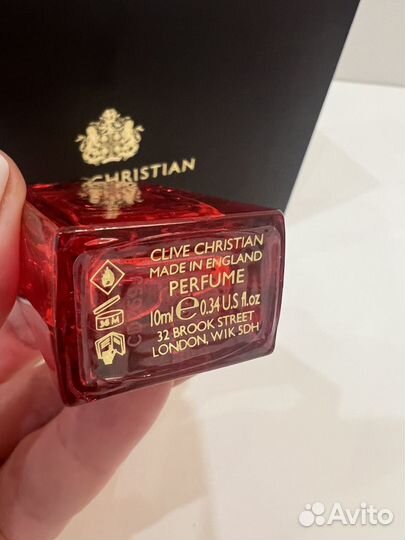 CHRISTIAN
CLIVE CHRISTIAN
MADE IN ENGLAND
PERFUME
10ml e 0.34 U.S fl.oz
32 BROOK STREET
LONDON, W1K 5DH
36 M
Avito